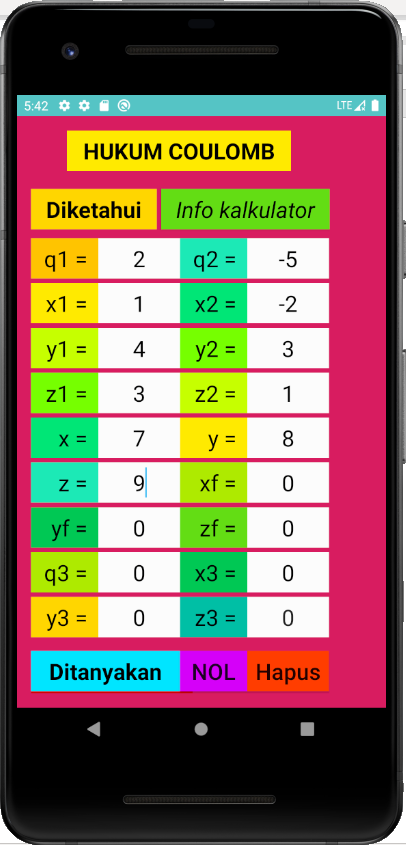 5:42 LTE
HUKUM COULOMB
Diketahui Info kalkulator
q1 = 2 q2 = -5
x1 = 1 x2 = -2
y1 = 4 y2 = 3
z1 = 3 z2 = 1
x = 7 y = 8
z = 9 xf = 0
yf = 0 zf = 0
q3 = 0 x3 = 0
y3 = 0 z3 = 0
Ditanyakan NOL Hapus